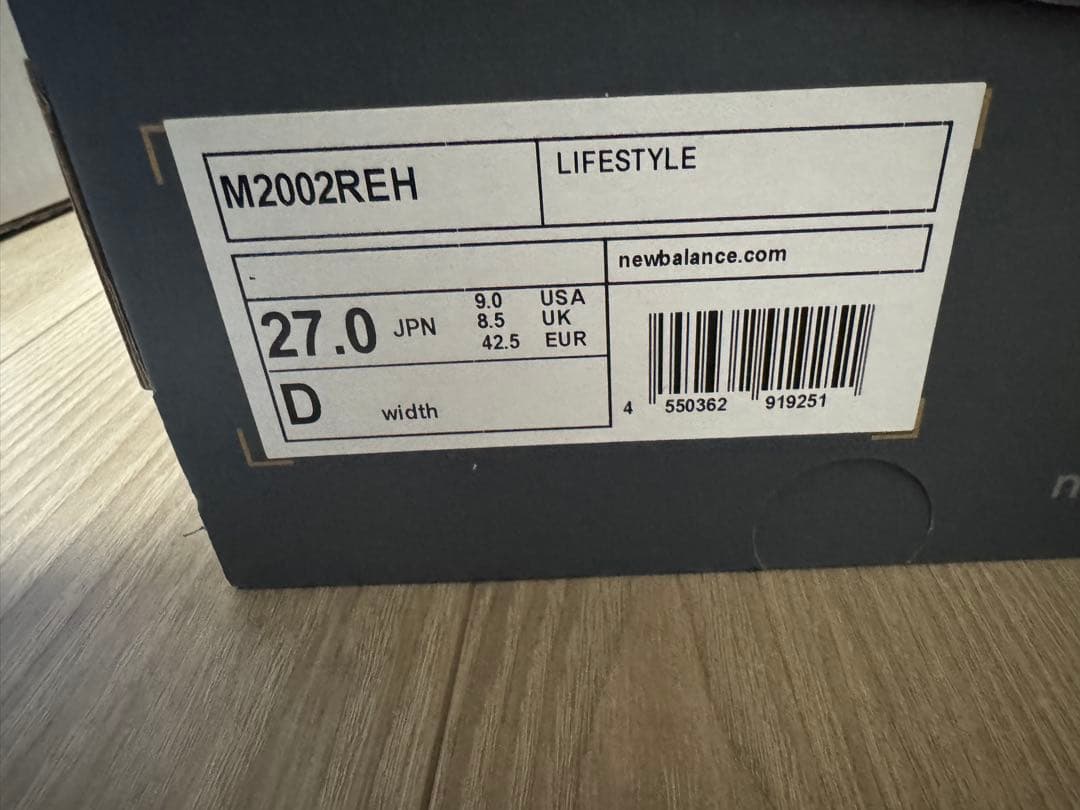 M2002REH
LIFESTYLE
-
newbalance.com
27.0 JPN
9.0 USA
8.5 UK
42.5 EUR
D width
4 550362 919251